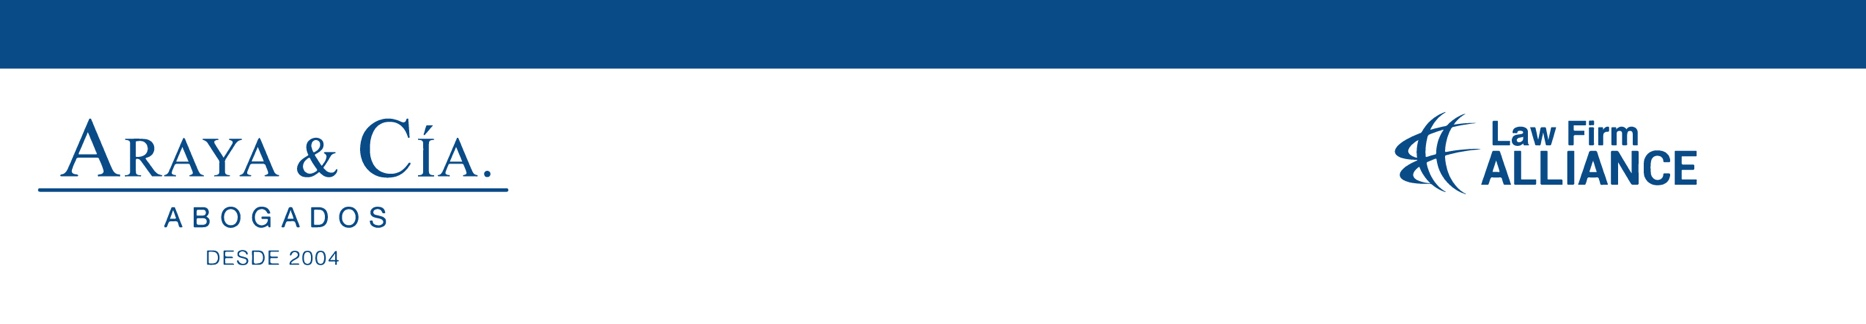 ARAYA & CÍA.
ABOGADOS
DESDE 2004
Law Firm
ALLIANCE